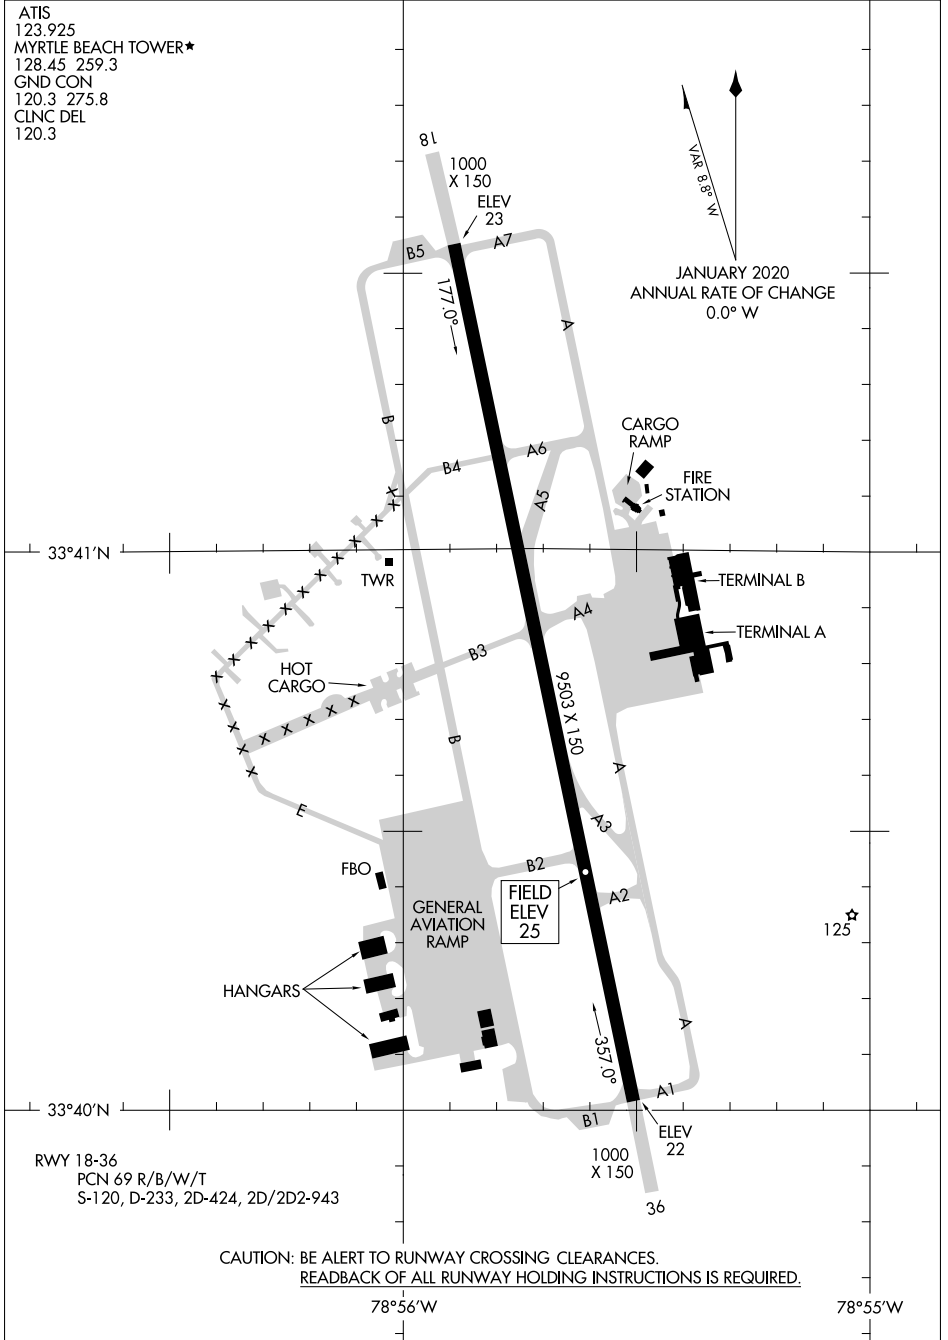 ATIS
123.925
MYRTLE BEACH TOWER★
128.45 259.3
GND CON
120.3 275.8
CLNC DEL
120.3
18
1000
X 150
ELEV
23
VAR 8.8° W
B5
A7
JANUARY 2020
ANNUAL RATE OF CHANGE
0.0° W
177.0°
A
B
CARGO
RAMP
A6
B4
FIRE
STATION
A5
33°41'N
TWR
TERMINAL B
A4
TERMINAL A
B3
HOT
CARGO
9503 X 150
B
A
E
A3
B2
FBO
FIELD
ELEV
25
A2
GENERAL
AVIATION
RAMP
125
HANGARS
A
357.0°
A1
33°40'N
B1
ELEV
22
1000
X 150
RWY 18-36
PCN 69 R/B/W/T
S-120, D-233, 2D-424, 2D/2D2-943
36
CAUTION: BE ALERT TO RUNWAY CROSSING CLEARANCES.
READBACK OF ALL RUNWAY HOLDING INSTRUCTIONS IS REQUIRED.
78°56'W
78°55'W